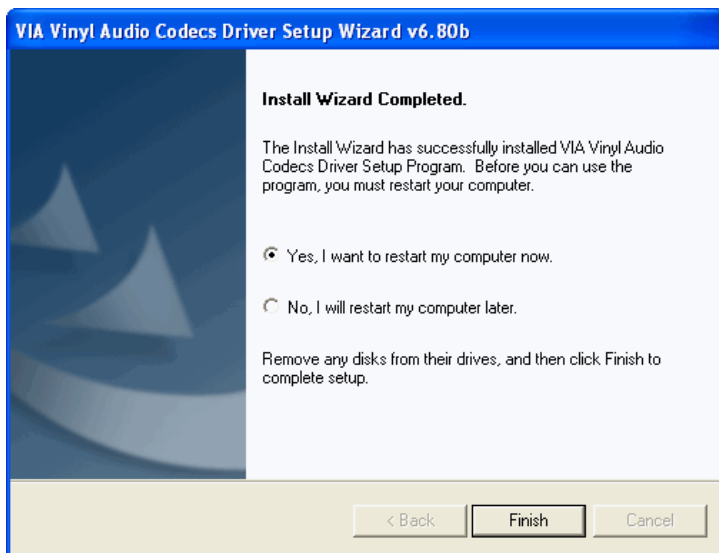 VIA Vinyl Audio Codecs Driver Setup Wizard v6.80b
Install Wizard Completed.
The Install Wizard has successfully installed VIA Vinyl Audio
Codecs Driver Setup Program.  Before you can use the
program, you must restart your computer.
Yes, I want to restart my computer now.
No, I will restart my computer later.
Remove any disks from their drives, and then click Finish to
complete setup.
< Back   Finish   Cancel